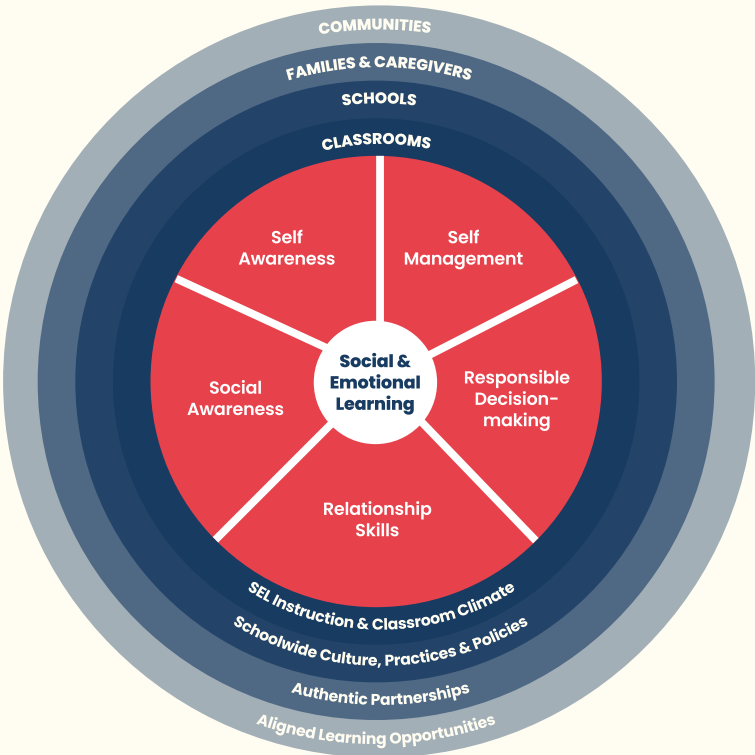 COMMUNITIES
FAMILIES & CAREGIVERS
SCHOOLS
CLASSROOMS
Self
Awareness
Self
Management
Social &
Emotional
Learning
Social
Awareness
Responsible
Decision-
making
Relationship
Skills
SEL Instruction & Classroom Climate
Schoolwide Culture, Practices & Policies
Authentic Partnerships
Aligned Learning Opportunities